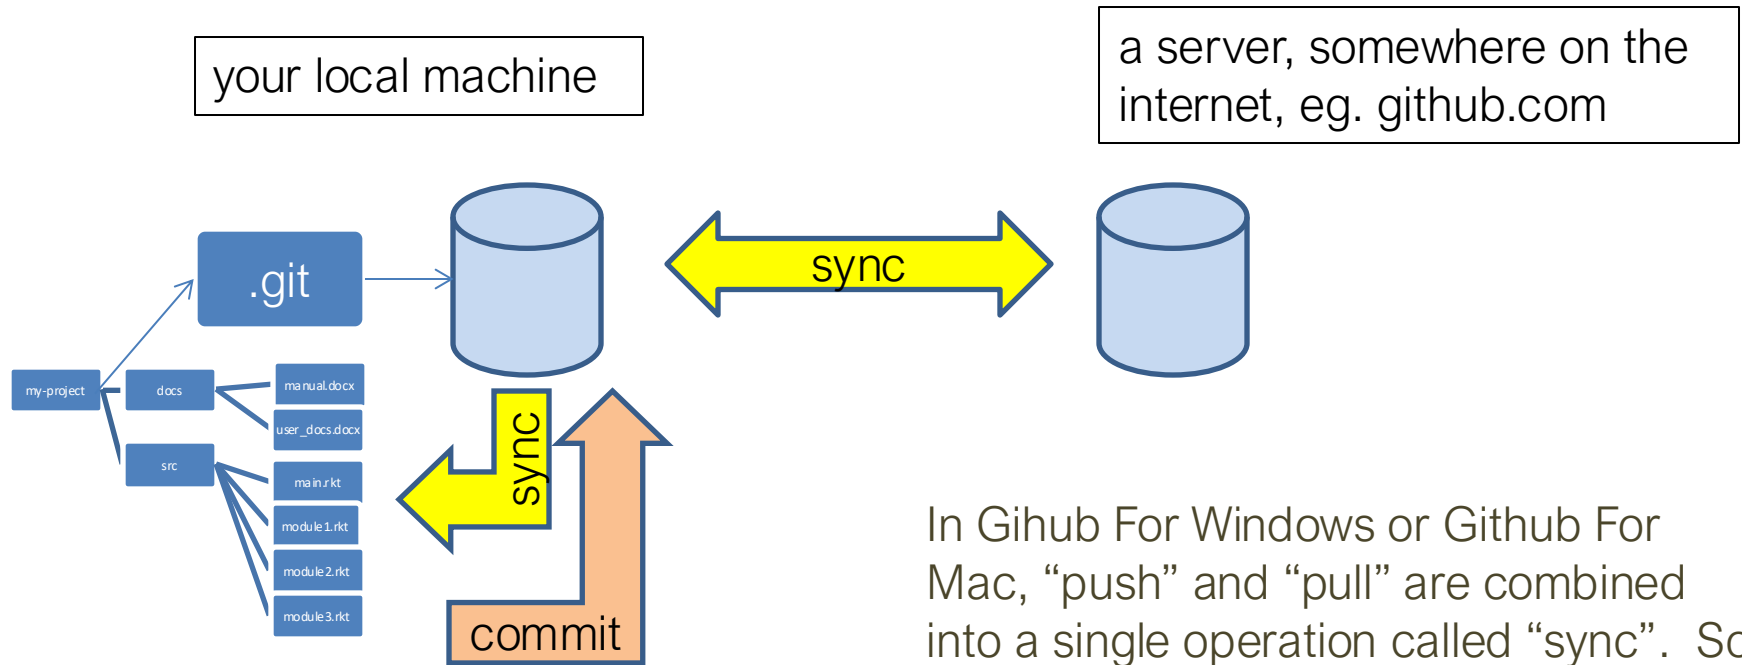 your local machine
a server, somewhere on the
internet, eg. github.com
.git
sync
my-project
docs
manual.docx
user_docs.docx
src
main.rkt
module1.rkt
module2.rkt
module3.rkt
sync
commit
In Gihub For Windows or Github For
Mac, “push” and “pull” are combined
into a single operation called “sync”. So